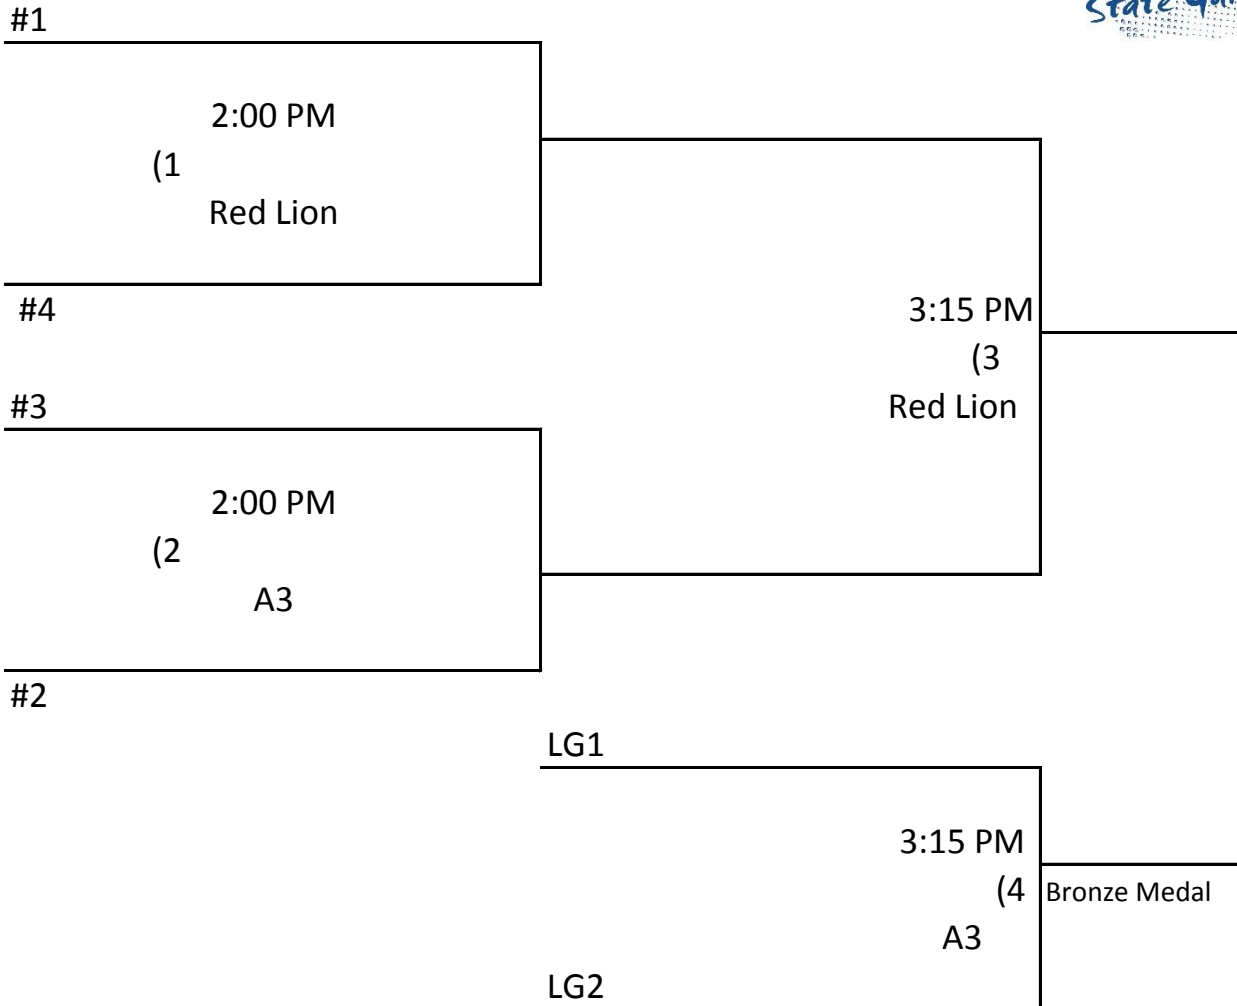 #1
State
2:00 PM
(1
Red Lion
#4
3:15 PM
(3
Red Lion
#3
2:00 PM
(2
A3
#2
LG1
3:15 PM
(4
Bronze Medal
A3
LG2